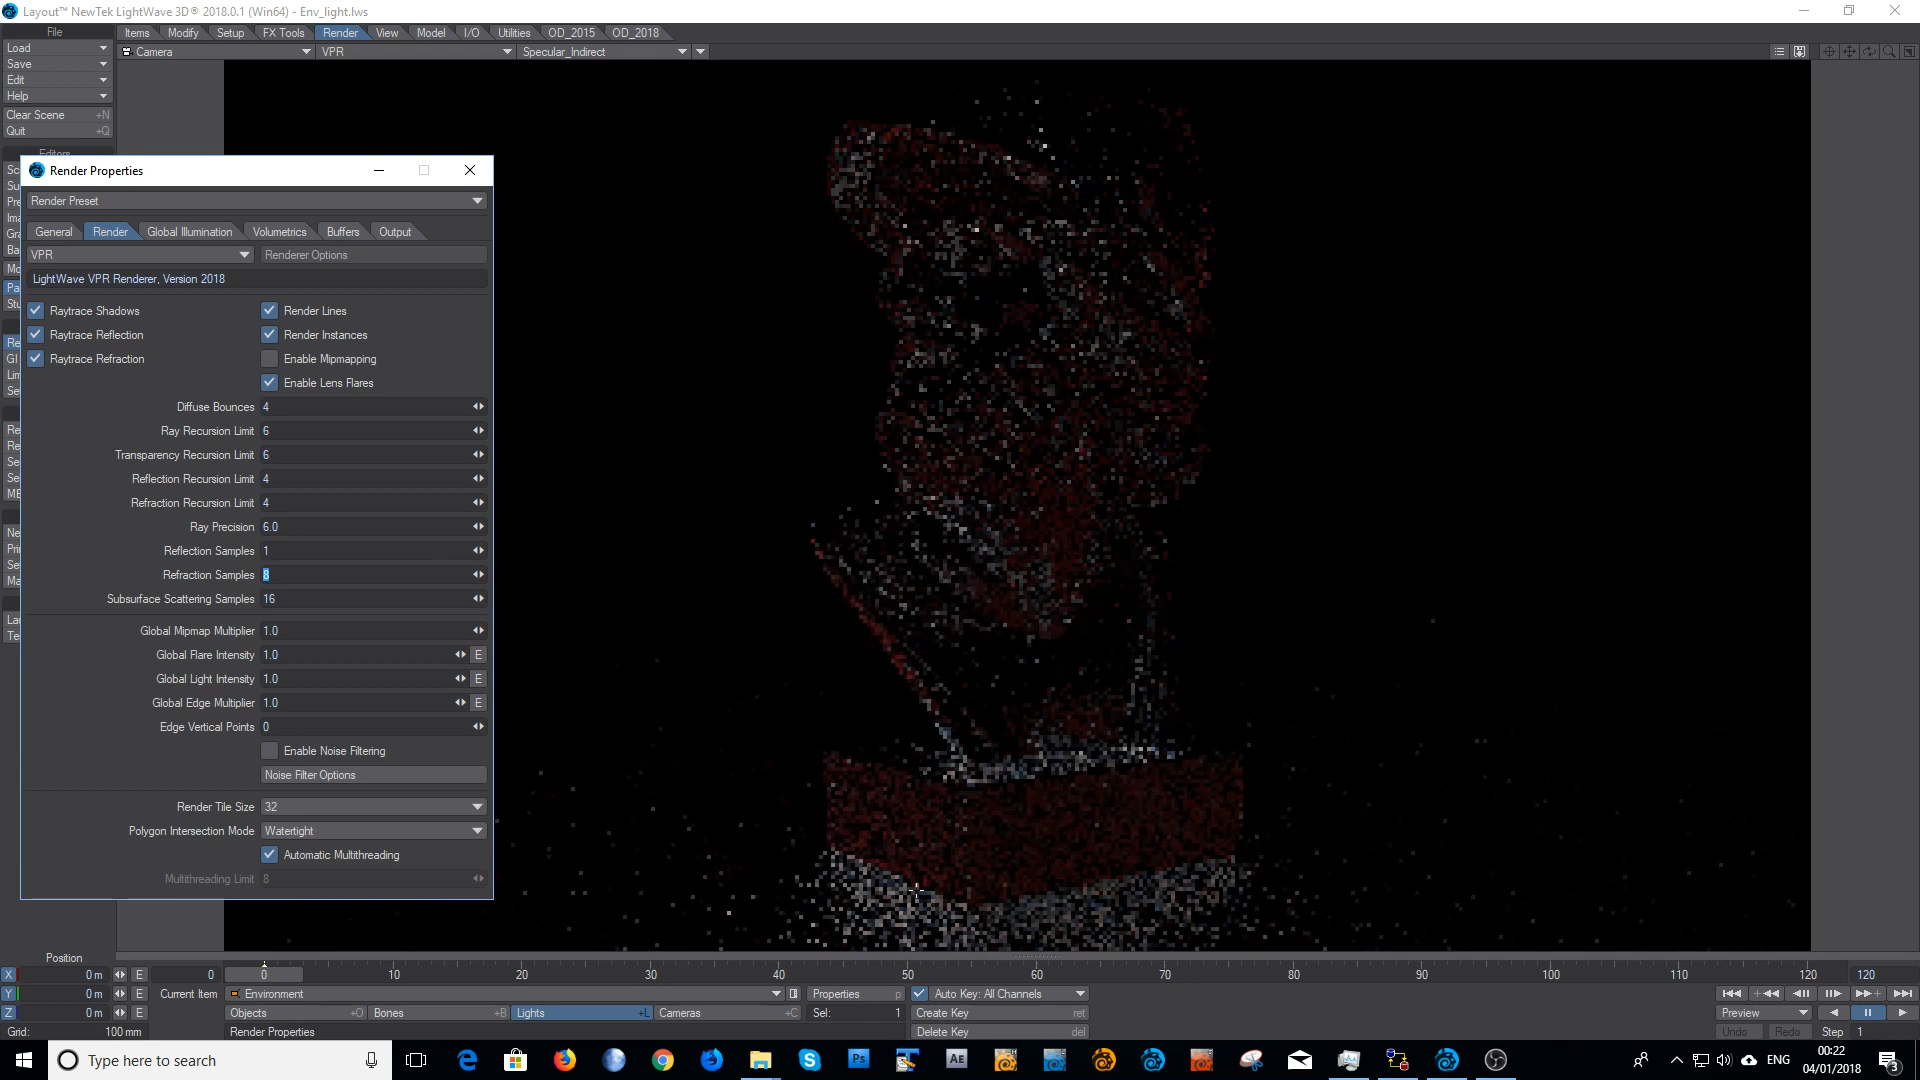 Layout™ NewTek LightWave 3D® 2018.0.1 (Win64) - Env_light.lws
File
Items Modify Setup FX Tools Render View Model I/O Utilities OD_2015 OD_2018
Load
Camera VPR Specular_Indirect
Save
Edit
Help
Clear Scene +N
Quit +Q
Editors
Render Properties
Render Preset
General Render Global Illumination Volumetrics Buffers Output
VPR Renderer Options
LightWave VPR Renderer, Version 2018
Raytrace Shadows Render Lines
Raytrace Reflection Render Instances
Raytrace Refraction Enable Mipmapping
Enable Lens Flares
Diffuse Bounces 4
Ray Recursion Limit 6
Transparency Recursion Limit 6
Reflection Recursion Limit 4
Refraction Recursion Limit 4
Ray Precision 6.0
Reflection Samples 1
Refraction Samples 8
Subsurface Scattering Samples 16
Global Mipmap Multiplier 1.0
Global Flare Intensity 1.0 E
Global Light Intensity 1.0 E
Global Edge Multiplier 1.0 E
Edge Vertical Points 0
Enable Noise Filtering
Noise Filter Options
Render Tile Size 32
Polygon Intersection Mode Watertight
Automatic Multithreading
Multithreading Limit 8
Position
X 0 m E 0 0 10 20 30 40 50 60 70 80 90 100 110 120 120
Y 0 m E Current Item Environment Properties p Auto Key: All Channels
Z 0 m E Objects +O Bones +B Lights +L Cameras +C Sel: 1 Create Key ret Preview
Grid: 100 mm Render Properties Delete Key del Undo Redo Step 1
Type here to search ENG 00:22
04/01/2018 3